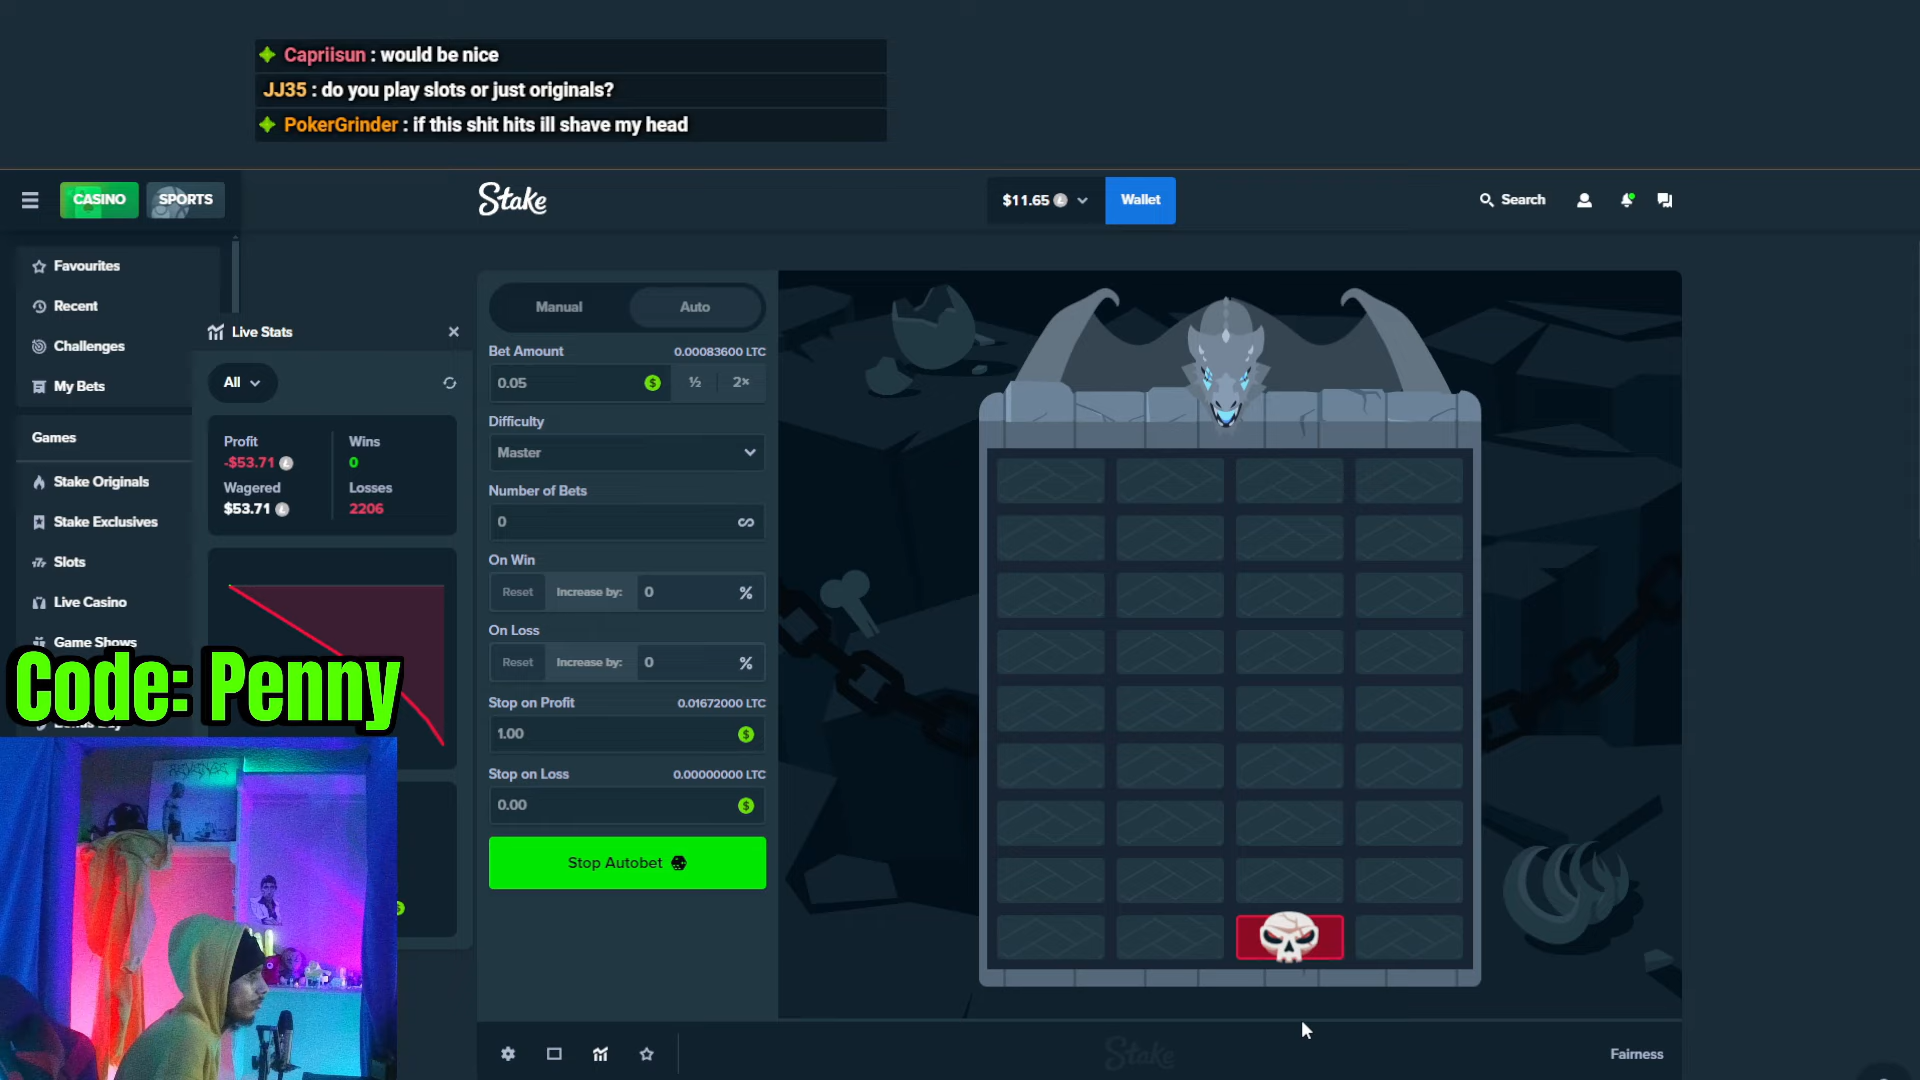 Capriisun : would be nice
JJ35 : do you play slots or just originals?
PokerGrinder : if this shit hits ill shave my head
CASINO
SPORTS
Stake
$11.65
Wallet
Search
Favourites
Recent
Challenges
My Bets
Games
Stake Originals
Stake Exclusives
Slots
Live Casino
Game Shows
Live Stats
All
Profit
-$53.71
Wins
0
Wagered
$53.71
Losses
2206
Code: Penny
Manual
Auto
Bet Amount
0.00083600 LTC
0.05
½
2×
Difficulty
Master
Number of Bets
0
On Win
Reset
Increase by:
0
%
On Loss
Reset
Increase by:
0
%
Stop on Profit
0.01672000 LTC
1.00
Stop on Loss
0.00000000 LTC
0.00
Stop Autobet
Stake
Fairness